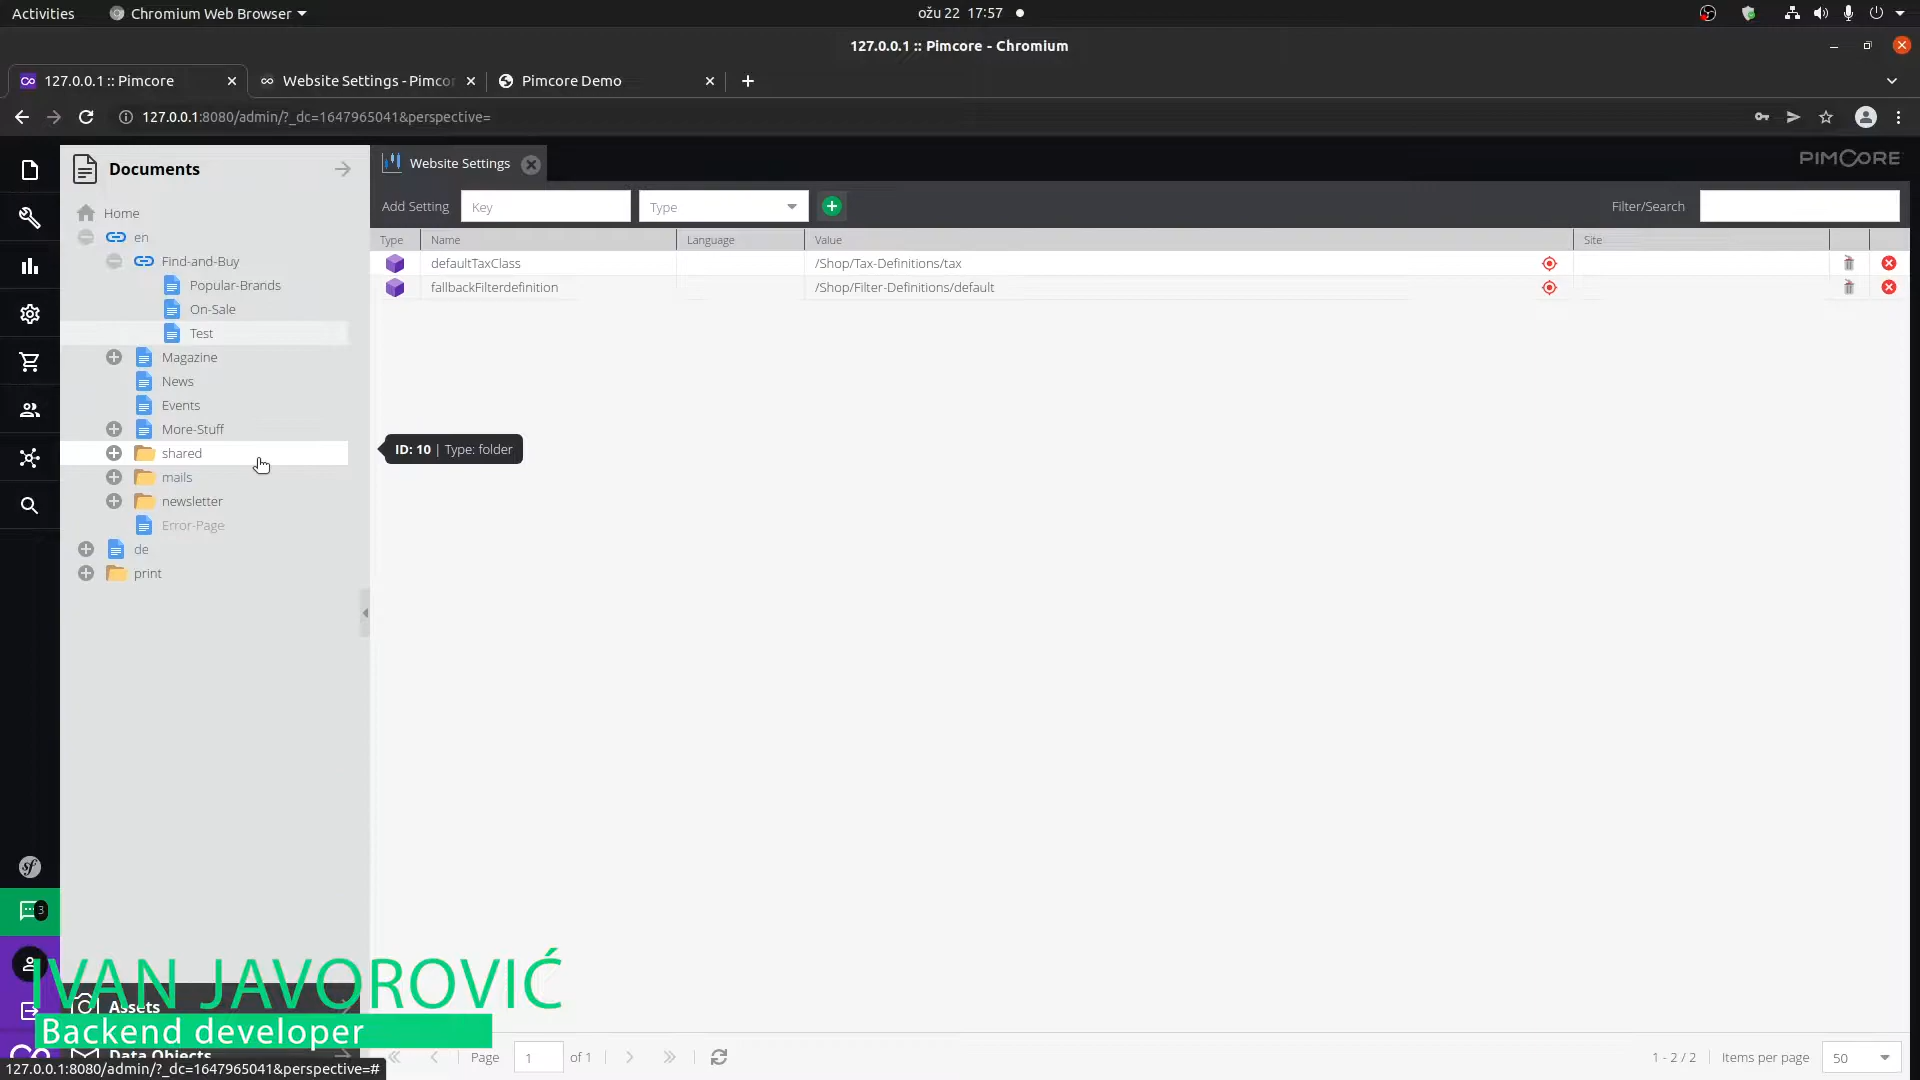 Activities
Chromium Web Browser
ožu 22 17:57
127.0.0.1 :: Pimcore - Chromium
127.0.0.1 :: Pimcore
Website Settings - Pimco
Pimcore Demo
127.0.0.1:8080/admin/?_dc=1647965041&perspective=
Documents
Website Settings
PIMCORE
Add Setting
Key
Type
Filter/Search
Type
Name
Language
Value
Site
defaultTaxClass
/Shop/Tax-Definitions/tax
fallbackFilterdefinition
/Shop/Filter-Definitions/default
Home
en
Find-and-Buy
Popular-Brands
On-Sale
Test
Magazine
News
Events
More-Stuff
shared
ID: 10 | Type: folder
mails
newsletter
Error-Page
de
print
sf
3
IVAN JAVOROVIĆ
Assets
Backend developer
Data Objects
Page
1
of 1
1 - 2 / 2
Items per page
50
127.0.0.1:8080/admin/?_dc=1647965041&perspective=#